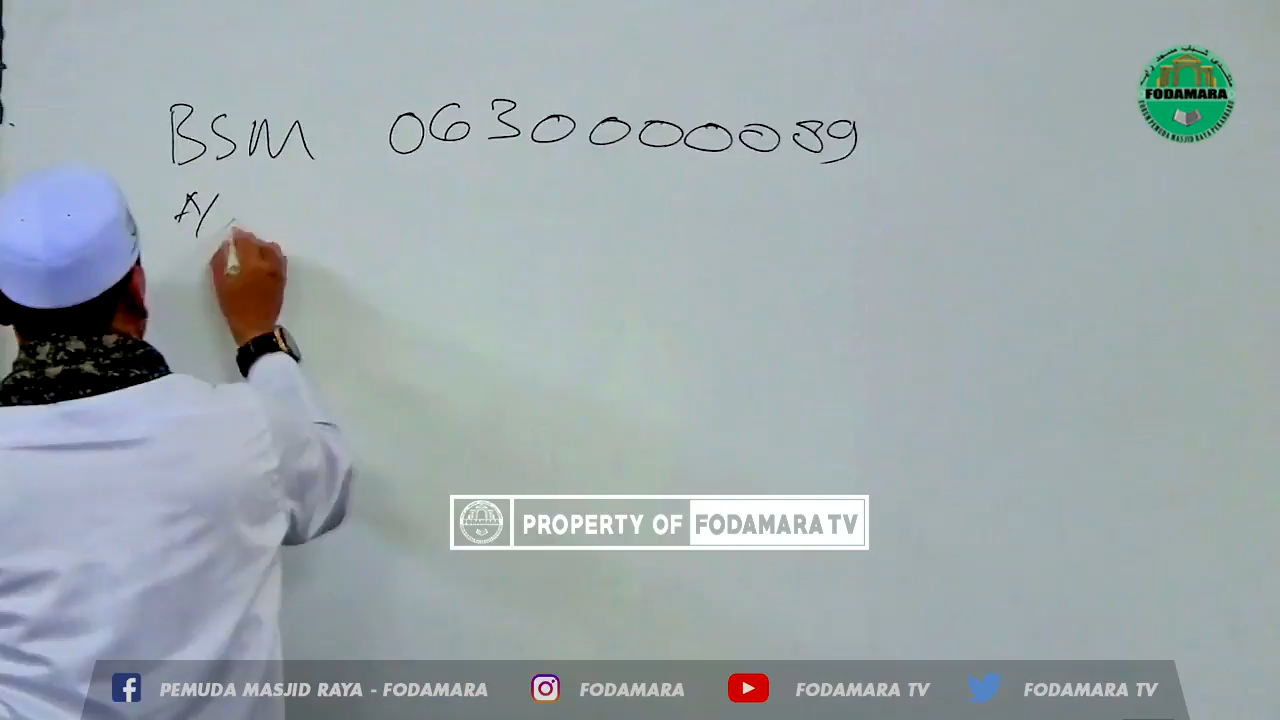 BSM 0630000089
A/
FODAMARA
PROPERTY OF FODAMARA TV
PEMUDA MASJID RAYA - FODAMARA
FODAMARA
FODAMARA TV
FODAMARA TV